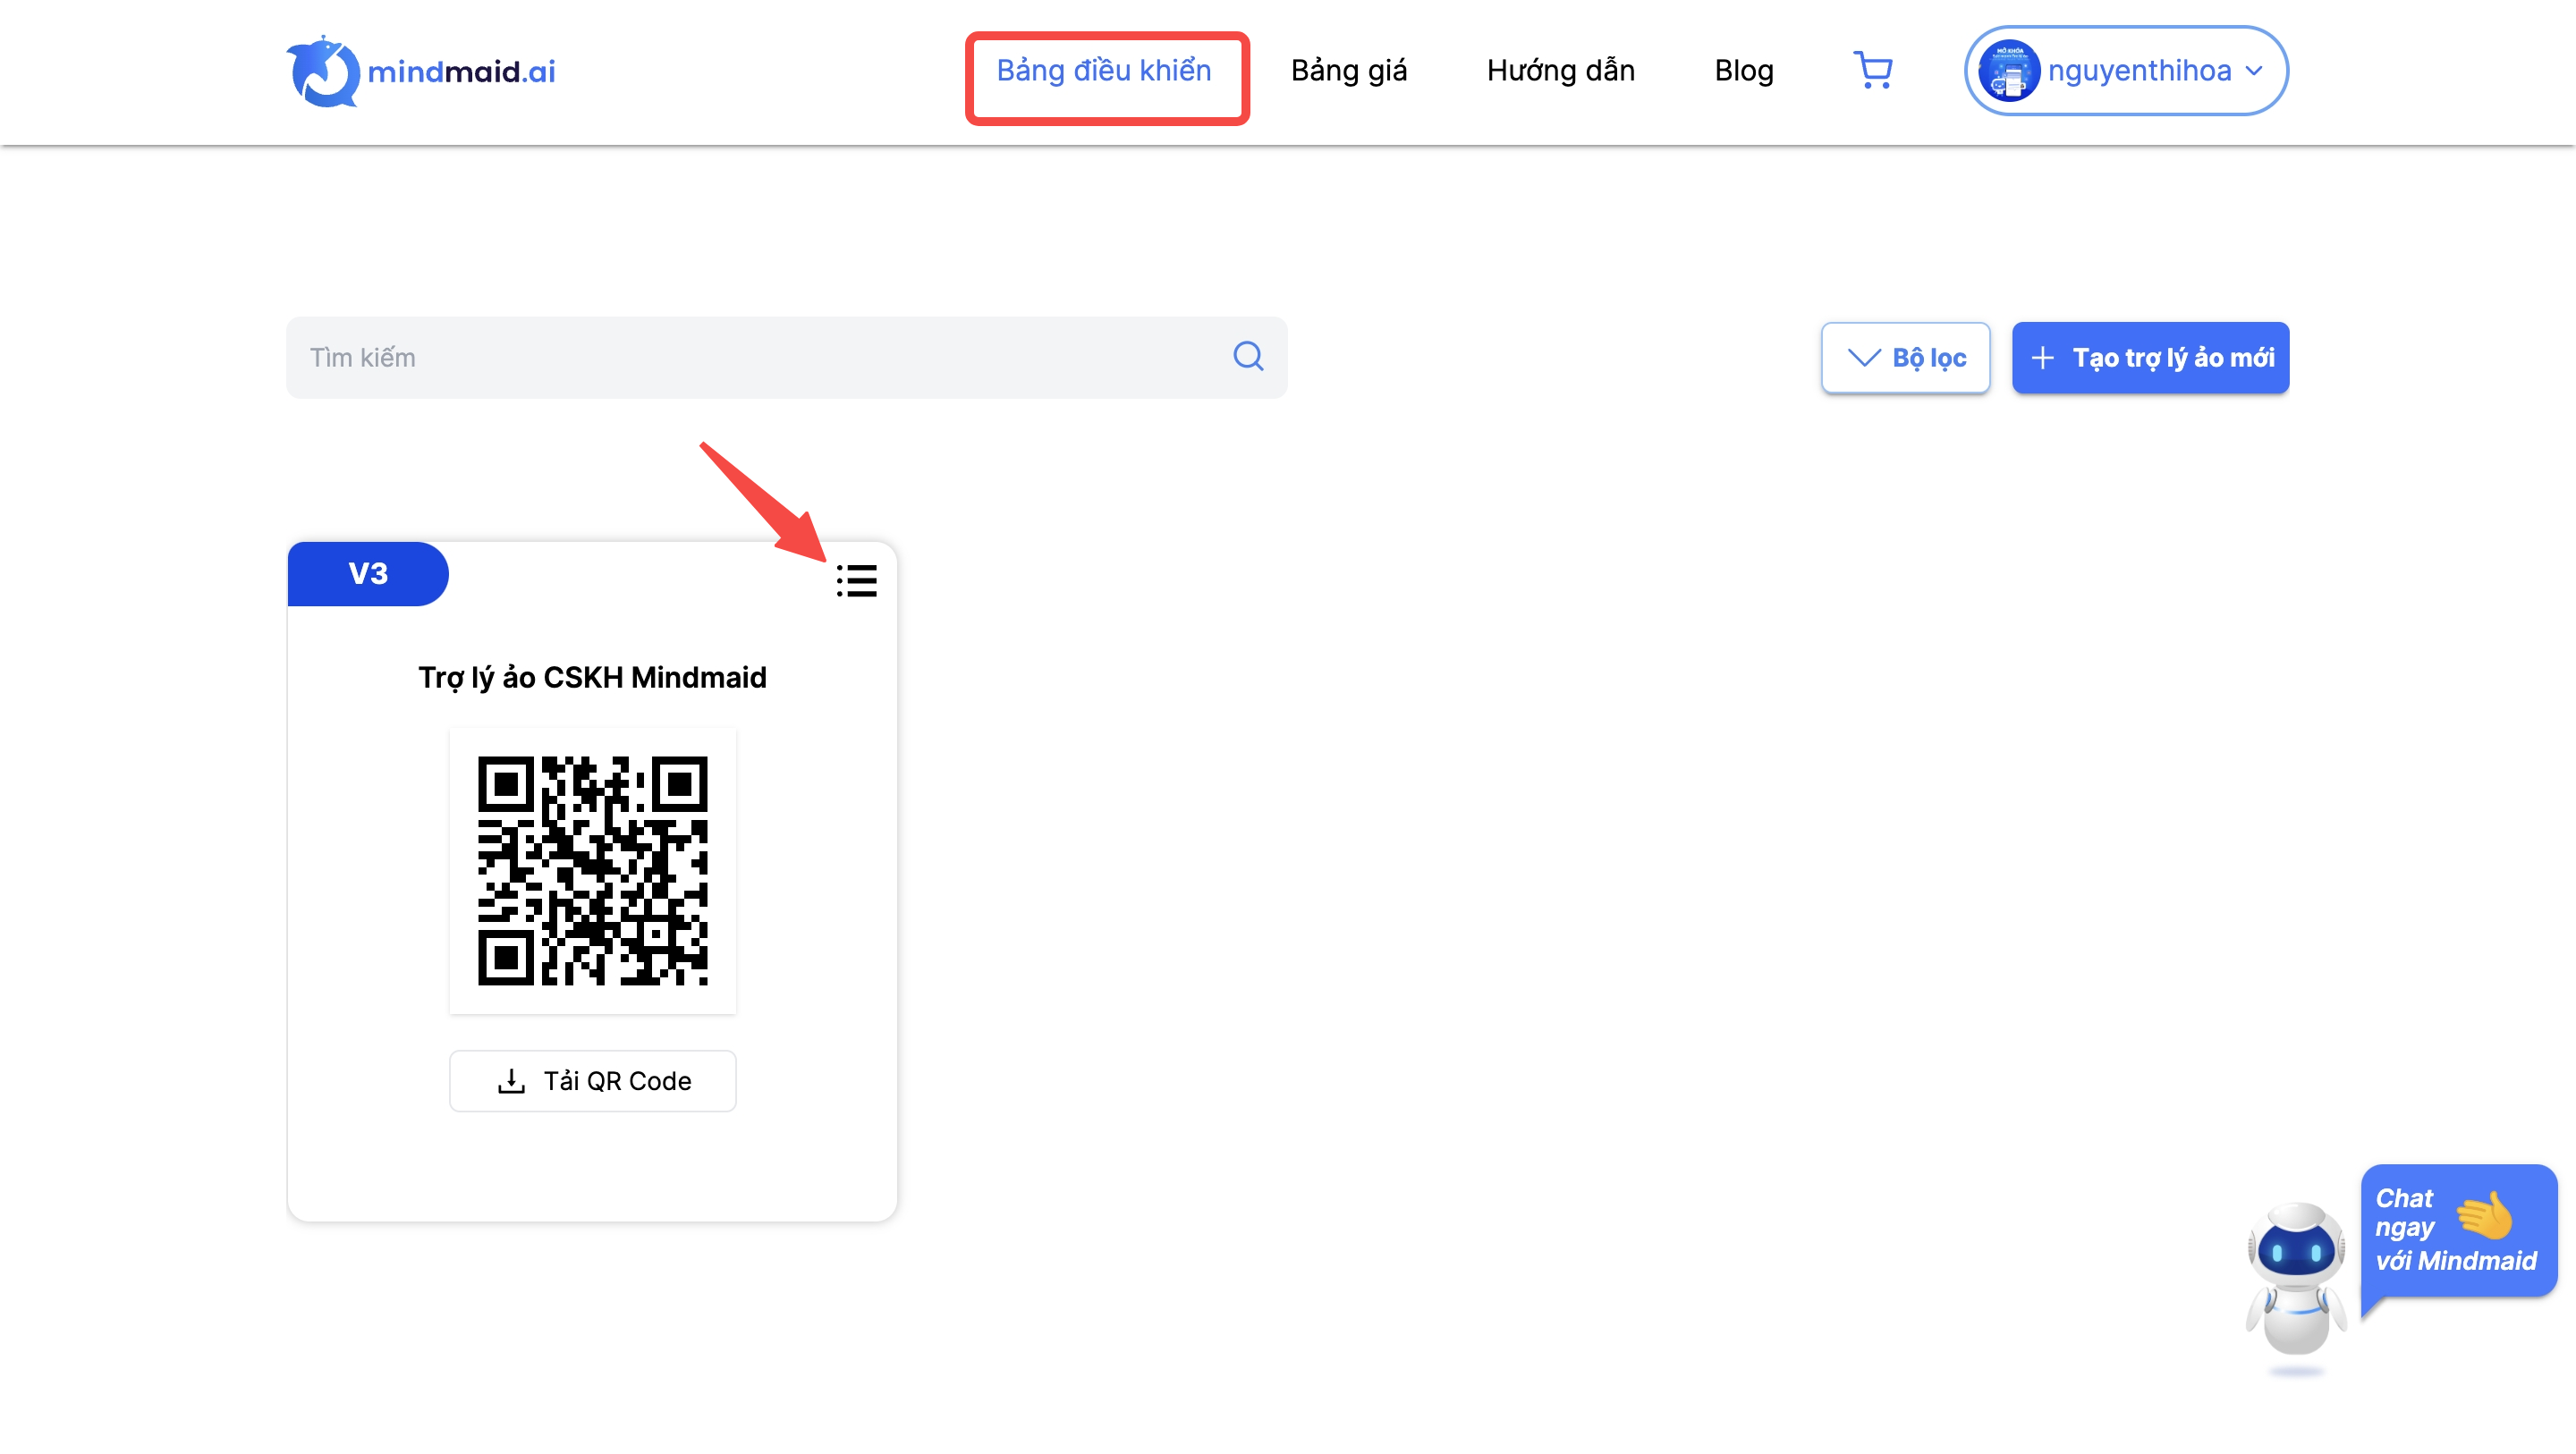 mindmaid.ai
Bảng điều khiển
Bảng giá
Hướng dẫn
Blog
nguyenthihoa
Tìm kiếm
Bộ lọc
Tạo trợ lý ảo mới
V3
Trợ lý ảo CSKH Mindmaid
Tải QR Code
Chat
ngay
với Mindmaid